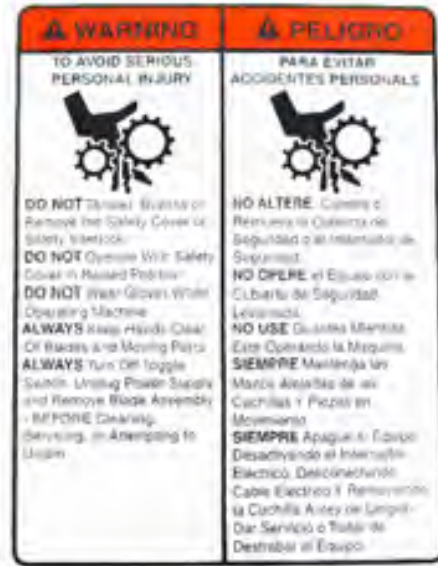 WARNING
TO AVOID SERIOUS
PERSONAL INJURY
DO NOT Tamper, Bypass or
Remove the Safety Cover or
Safety Interlock
DO NOT Operate With Safety
Cover in Raised Position
DO NOT Wear Gloves While
Operating Machine
ALWAYS Keep Hands Clear
Of Blades and Moving Parts
ALWAYS Turn Off Toggle
Switch, Unplug Power Supply
and Remove Blade Assembly
- BEFORE Cleaning,
Servicing, or Attempting to
Unjam
PELIGRO
PARA EVITAR
ACCIDENTES PERSONALS
NO ALTERE,
Remueva la Cubierta de
Seguridad o el Interruptor de
Seguridad
NO OPERE el Equipo con la
Cubierta de Seguridad
Levantada
NO USE Guantes Mientras
Este Operando la Maquina
SIEMPRE Mantenga las
Manos Alejadas de las
Cuchillas Y Piezas en
Movimiento
SIEMPRE Apague el Equipo
Desactivando el Interruptor
Electrico, Desconectando
Cable Electrico Y Removiendo
la Cuchilla Antes de Limpiar
Dar Servicio o Tratar de
Destrabar el Equipo